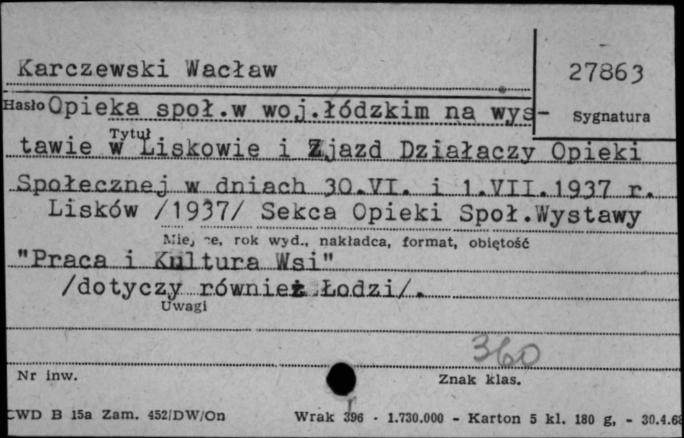 Karczewski Wacław
27863
Hasło Opieka społ.w woj.łódzkim na wys-
Sygnatura
Tytuł
tawie w Liskowie i Zjazd Działaczy Opieki
Społecznej w dniach 30.VI. i 1.VII.1937 r.
Lisków /1937/ Sekca Opieki Społ.Wystawy
Miejsce, rok wyd., nakładca, format, objętość
"Praca i Kultura Wsi"
/dotyczy również Łodzi/.
Uwagi
360
Nr inw.
Znak klas.
CWD B 15a Zam. 452/DW/On Wrak 396 - 1.730.000 - Karton 5 kl. 180 g, - 30.4.68